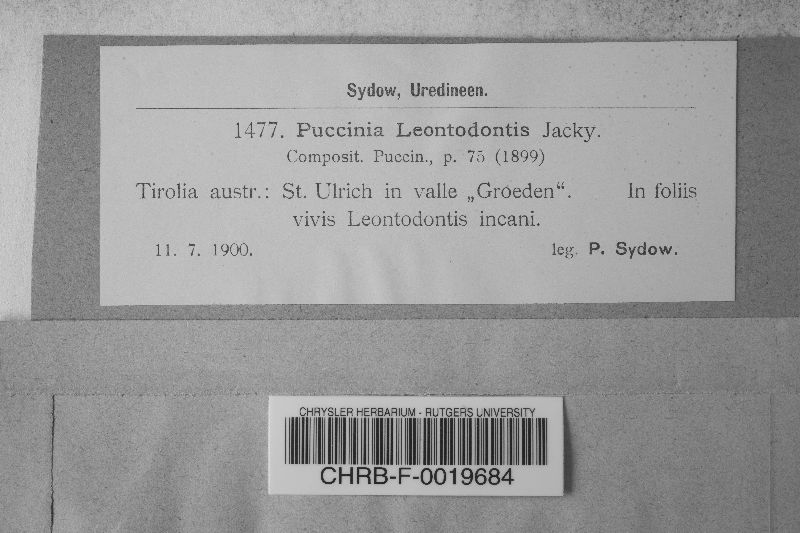 Sydow, Uredineen.
1477. Puccinia Leontodontis Jacky.
Composit. Puccin., p. 75 (1899)
Tirolia austr.: St. Ulrich in valle „Groeden“. In foliis
vivis Leontodontis incani.
11. 7. 1900. leg. P. Sydow.
CHRYSLER HERBARIUM - RUTGERS UNIVERSITY
CHRB-F-0019684